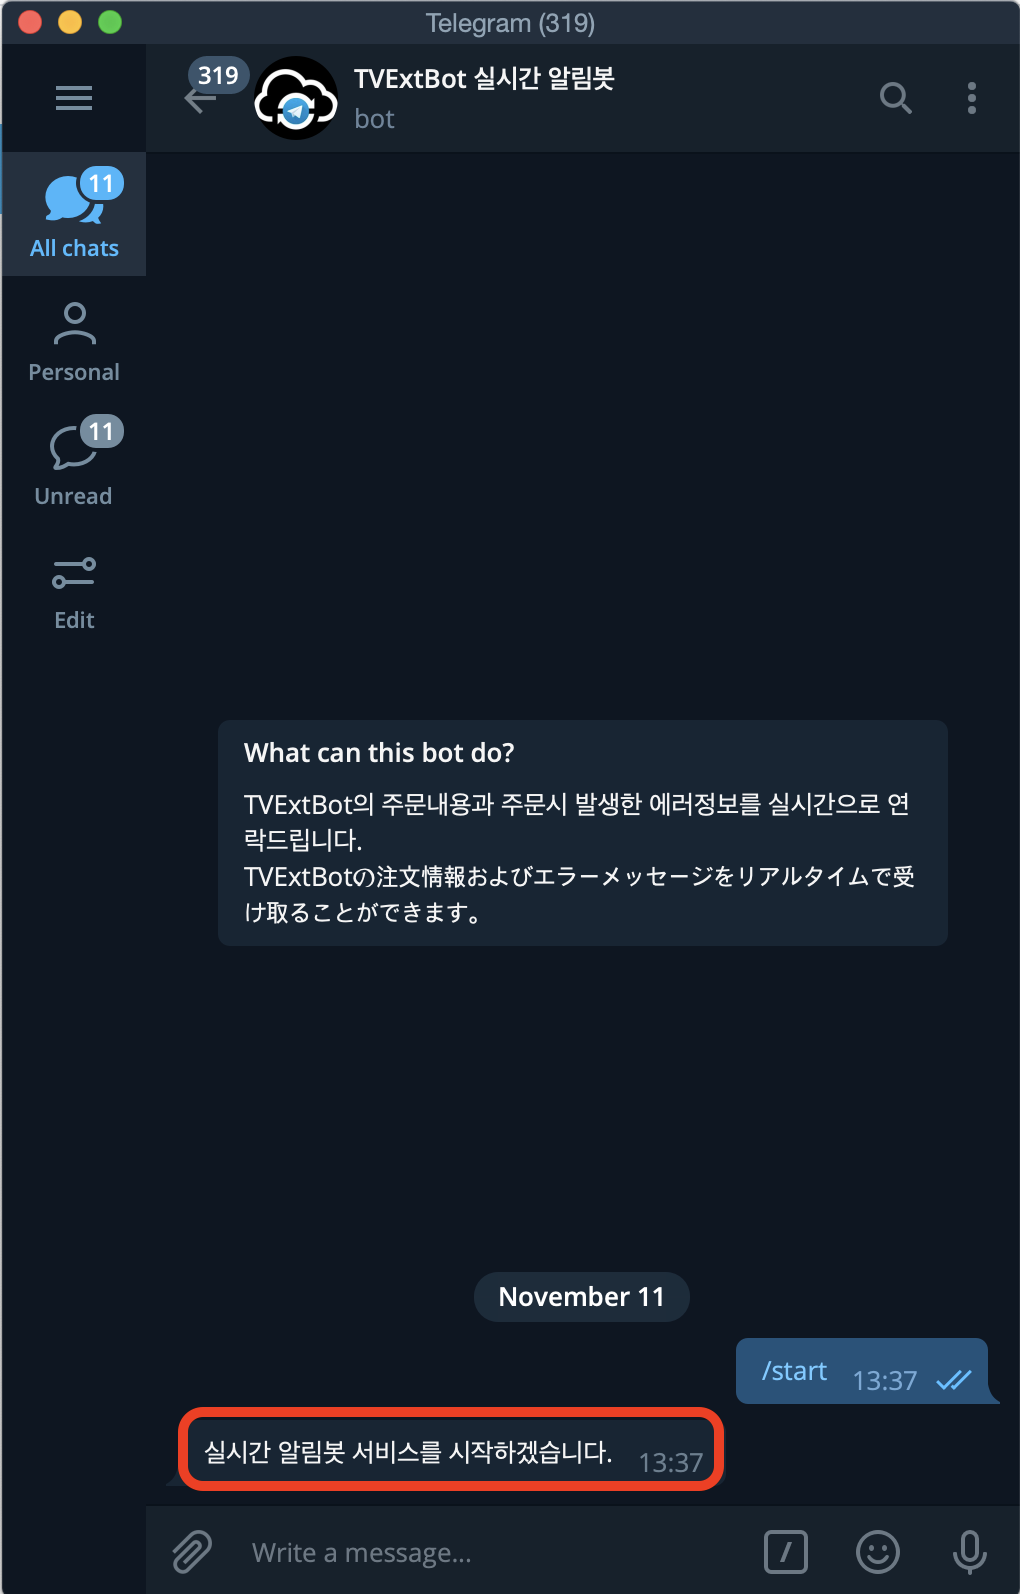 Telegram (319)
319
TVExtBot 실시간 알림봇
bot
11
All chats
Personal
11
Unread
Edit
What can this bot do?
TVExtBot의 주문내용과 주문시 발생한 에러정보를 실시간으로 연
락드립니다.
TVExtBotの注文情報およびエラーメッセージをリアルタイムで受
け取ることができます。
November 11
/start 13:37
실시간 알림봇 서비스를 시작하겠습니다. 13:37
Write a message...